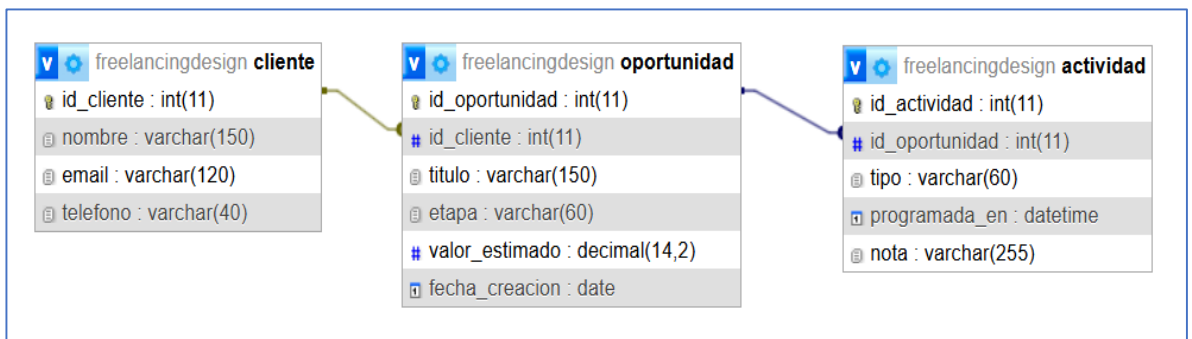 freelancingdesign cliente
id_cliente : int(11)
nombre : varchar(150)
email : varchar(120)
telefono : varchar(40)
freelancingdesign oportunidad
id_oportunidad : int(11)
id_cliente : int(11)
titulo : varchar(150)
etapa : varchar(60)
valor_estimado : decimal(14,2)
fecha_creacion : date
freelancingdesign actividad
id_actividad : int(11)
id_oportunidad : int(11)
tipo : varchar(60)
programada_en : datetime
nota : varchar(255)